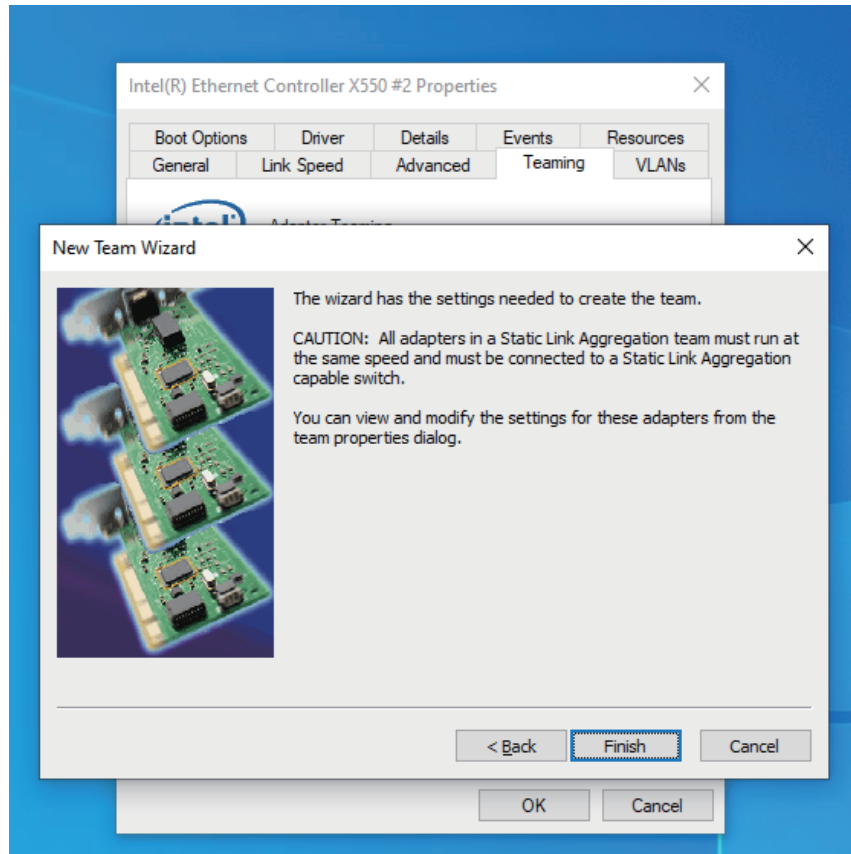 Intel(R) Ethernet Controller X550 #2 Properties
Boot Options Driver Details Events Resources
General Link Speed Advanced Teaming VLANs
intel Adapter Teaming
New Team Wizard
The wizard has the settings needed to create the team.
CAUTION: All adapters in a Static Link Aggregation team must run at
the same speed and must be connected to a Static Link Aggregation
capable switch.
You can view and modify the settings for these adapters from the
team properties dialog.
< Back Finish Cancel
OK Cancel